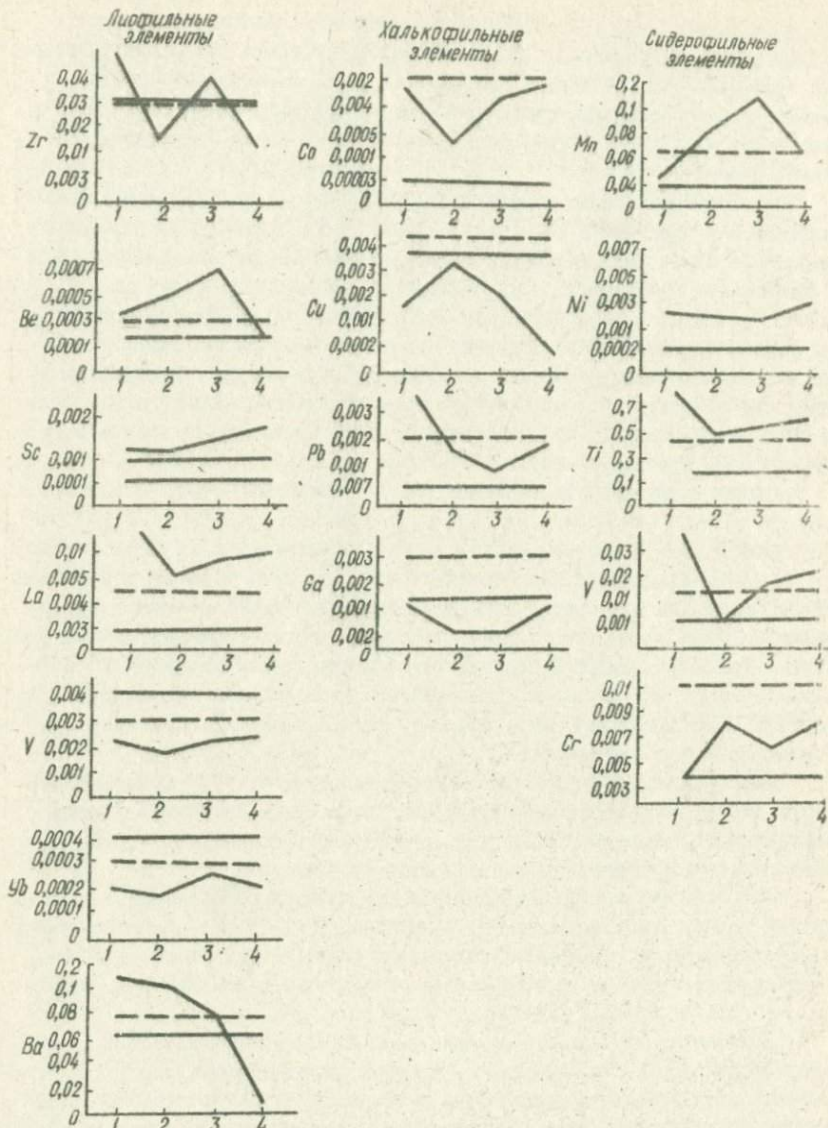 Лиофильные
элементы
0,04
0,03
0,02
Zr
0,01
0,003
0
1 2 3 4
0,0007
0,0005
Be 0,0003
0,0001
0
1 2 3 4
0,002
Sc
0,001
0,0001
0
1 2 3 4
0,01
0,005
La
0,004
0,003
0
1 2 3 4
0,004
0,003
V 0,002
0,001
0
1 2 3 4
0,0004
0,0003
Yb 0,0002
0,0001
0
1 2 3 4
0,2
0,1
0,08
Ba 0,06
0,04
0,02
0
1 2 3 4
Халькофильные
элементы
0,002
0,004
0,0005
Co 0,0001
0,00003
0
1 2 3 4
0,004
0,003
Cu 0,002
0,001
0,0002
0
1 2 3 4
0,003
0,002
Pb
0,001
0,007
0
1 2 3 4
0,003
Ga 0,002
0,001
0,002
1 2 3 4
Сидерофильные
элементы
0,2
0,1
0,08
Mn
0,06
0,04
0
1 2 3 4
0,007
0,005
Ni 0,003
0,001
0,0002
0
1 2 3 4
0,7
0,5
Ti 0,3
0,1
0
1 2 3 4
0,03
0,02
V 0,01
0,001
0
1 2 3 4
0,01
0,009
Cr 0,007
0,005
0,003
0
1 2 3 4